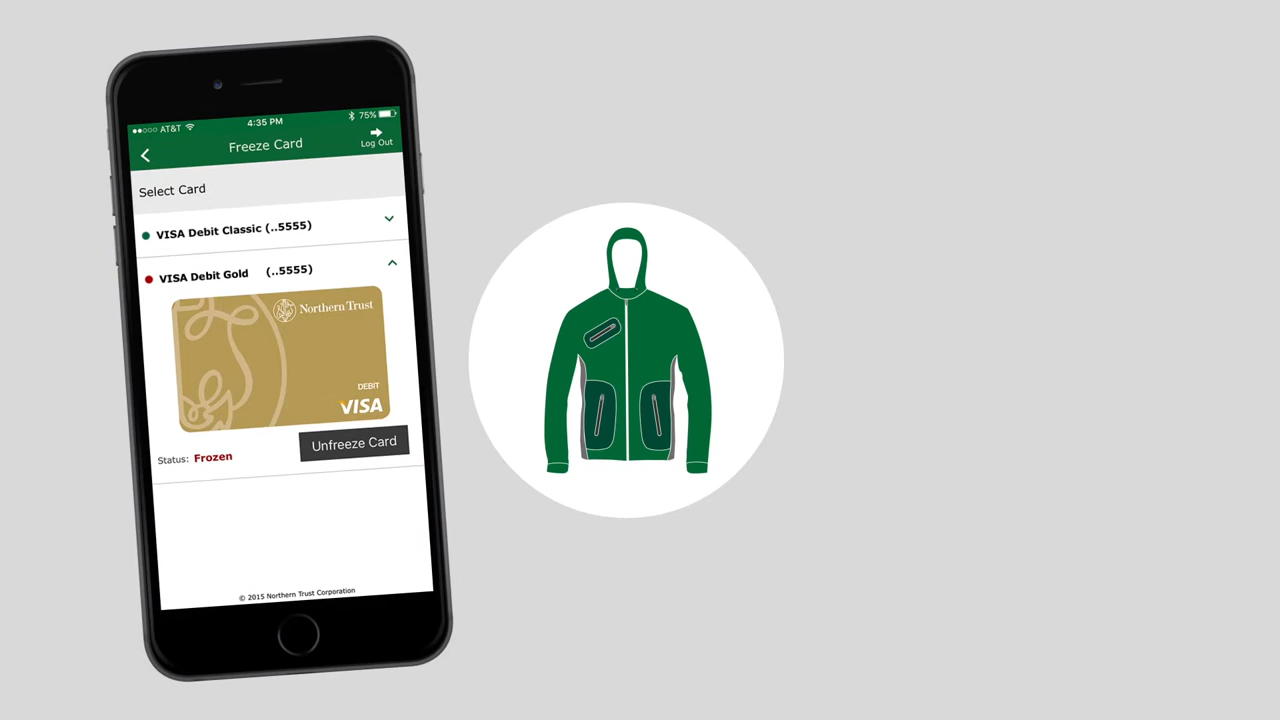 AT&T 4:35 PM 75%
Freeze Card
Log Out
Select Card
VISA Debit Classic (..5555)
VISA Debit Gold (..5555)
Northern Trust
DEBIT
VISA
Unfreeze Card
Status: Frozen
© 2015 Northern Trust Corporation